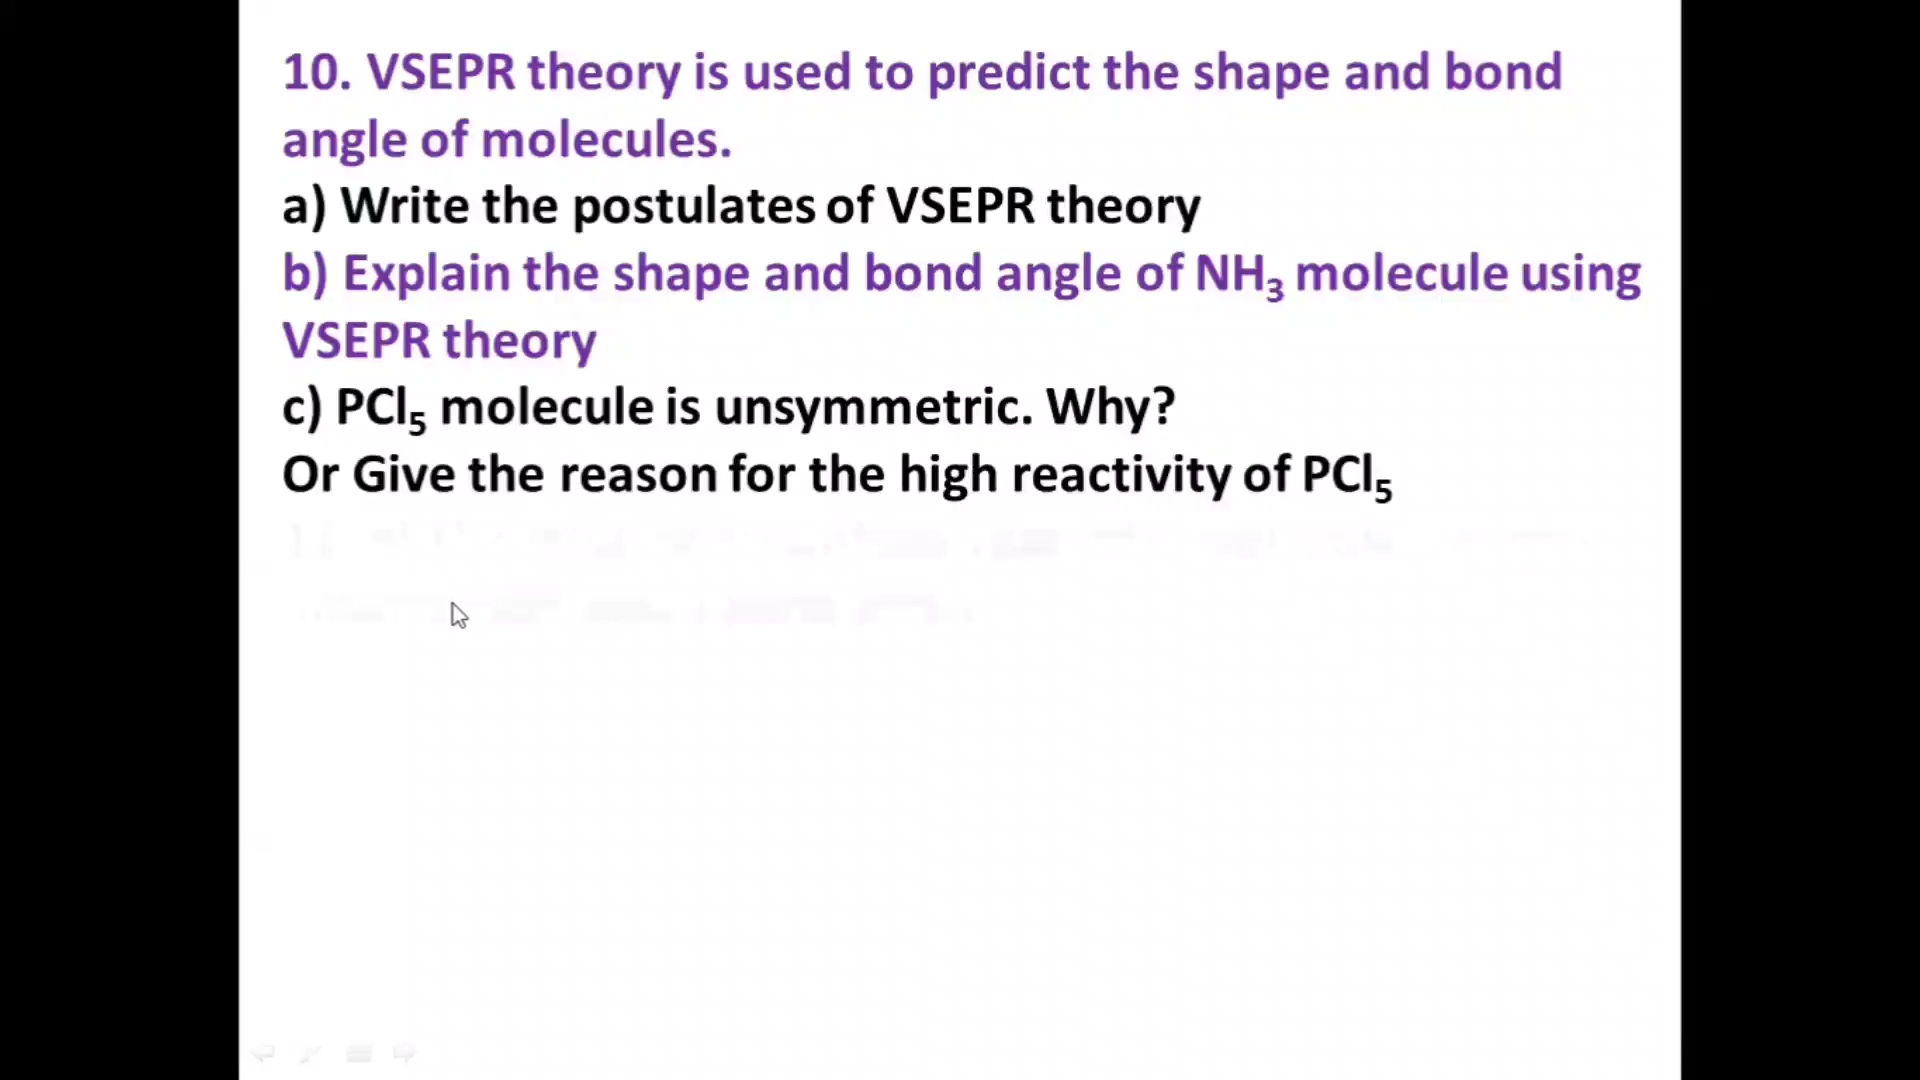 10. VSEPR theory is used to predict the shape and bond
angle of molecules.
a) Write the postulates of VSEPR theory
b) Explain the shape and bond angle of NH₃ molecule using
VSEPR theory
c) PCl₅ molecule is unsymmetric. Why?
Or Give the reason for the high reactivity of PCl₅